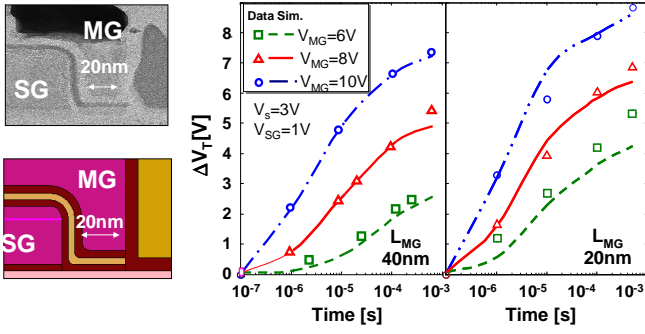 MG
20nm
SG
MG
20nm
SG
ΔV_T[V]
8
7
6
5
4
3
2
1
0
Data Sim.
V_MG=6V
V_MG=8V
V_MG=10V
V_s=3V
V_SG=1V
L_MG
40nm
L_MG
20nm
10^-7 10^-6 10^-5 10^-4 10^-3
10^-6 10^-5 10^-4 10^-3
Time [s]
Time [s]